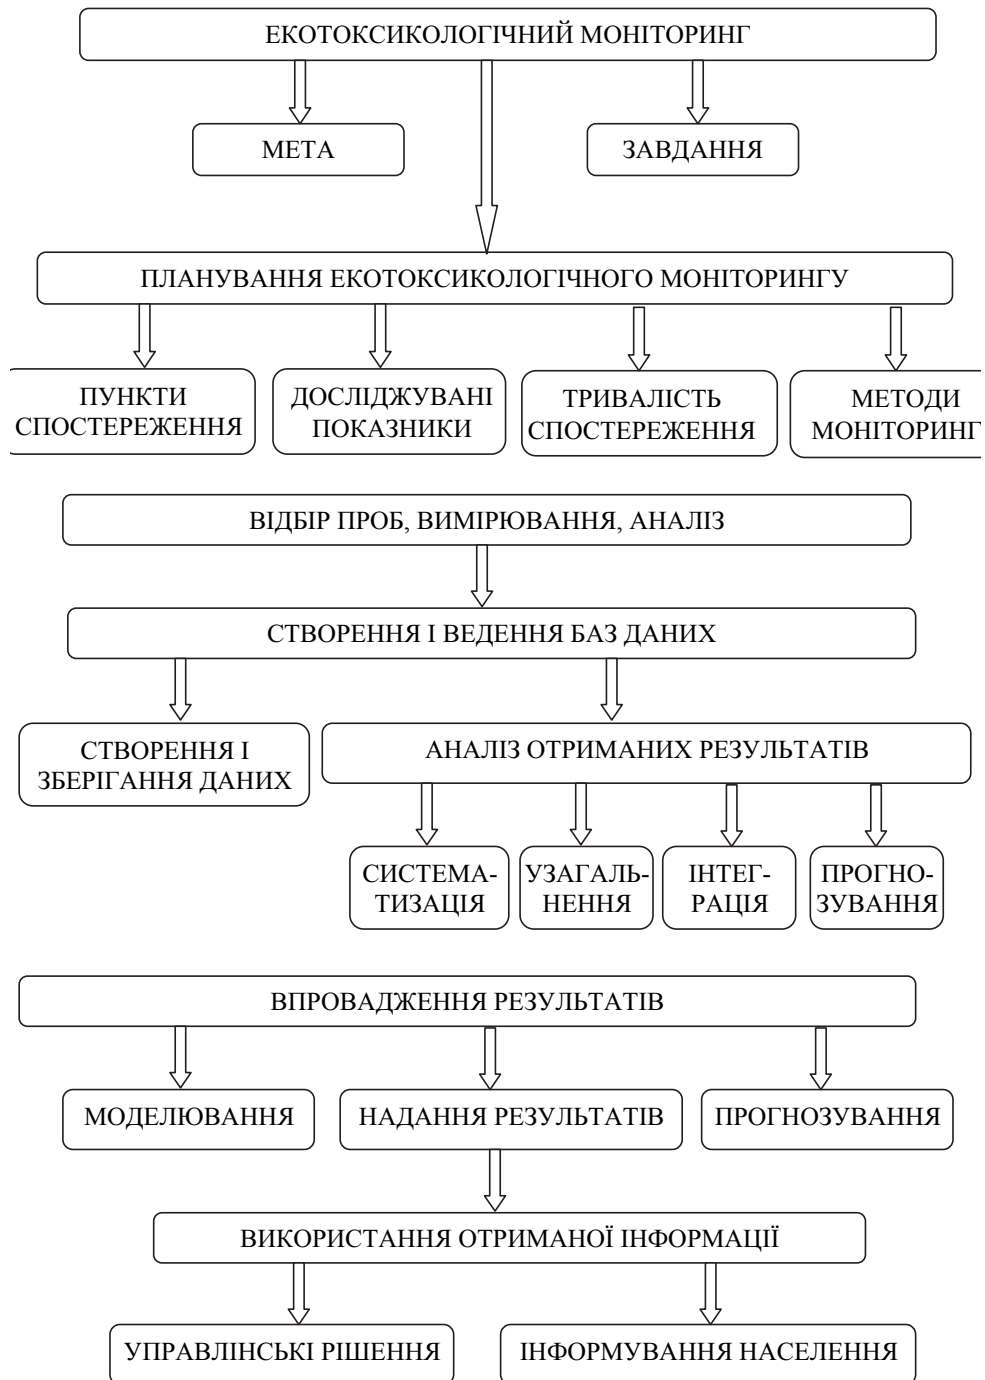 ЕКОТОКСИКОЛОГІЧНИЙ МОНІТОРИНГ
МЕТА
ЗАВДАННЯ
ПЛАНУВАННЯ ЕКОТОКСИКОЛОГІЧНОГО МОНІТОРИНГУ
ПУНКТИ
СПОСТЕРЕЖЕННЯ
ДОСЛІДЖУВАНІ
ПОКАЗНИКИ
ТРИВАЛІСТЬ
СПОСТЕРЕЖЕННЯ
МЕТОДИ
МОНІТОРИНГ
ВІДБІР ПРОБ, ВИМІРЮВАННЯ, АНАЛІЗ
СТВОРЕННЯ І ВЕДЕННЯ БАЗ ДАНИХ
СТВОРЕННЯ І
ЗБЕРІГАННЯ ДАНИХ
АНАЛІЗ ОТРИМАНИХ РЕЗУЛЬТАТІВ
СИСТЕМА-
ТИЗАЦІЯ
УЗАГАЛЬ-
НЕННЯ
ІНТЕГ-
РАЦІЯ
ПРОГНО-
ЗУВАННЯ
ВПРОВАДЖЕННЯ РЕЗУЛЬТАТІВ
МОДЕЛЮВАННЯ
НАДАННЯ РЕЗУЛЬТАТІВ
ПРОГНОЗУВАННЯ
ВИКОРИСТАННЯ ОТРИМАНОЇ ІНФОРМАЦІЇ
УПРАВЛІНСЬКІ РІШЕННЯ
ІНФОРМУВАННЯ НАСЕЛЕННЯ